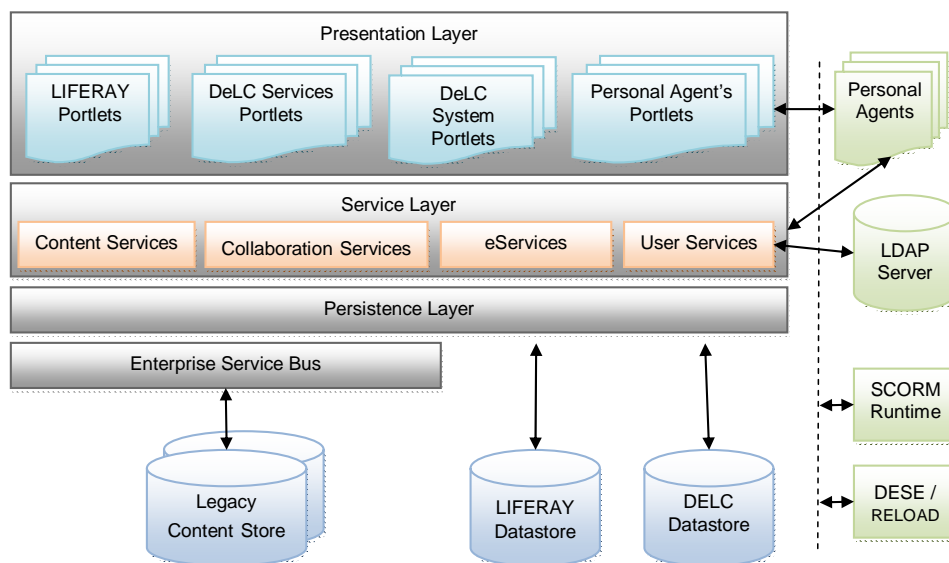 Presentation Layer
LIFERAY
Portlets
DeLC Services
Portlets
DeLC
System
Portlets
Personal Agent's
Portlets
Personal
Agents
Service Layer
Content Services
Collaboration Services
eServices
User Services
LDAP
Server
Persistence Layer
Enterprise Service Bus
SCORM
Runtime
Legacy
Content Store
LIFERAY
Datastore
DELC
Datastore
DESE /
RELOAD